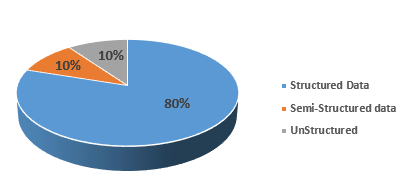 10%
10%
80%
Structured Data
Semi-Structured data
UnStructured